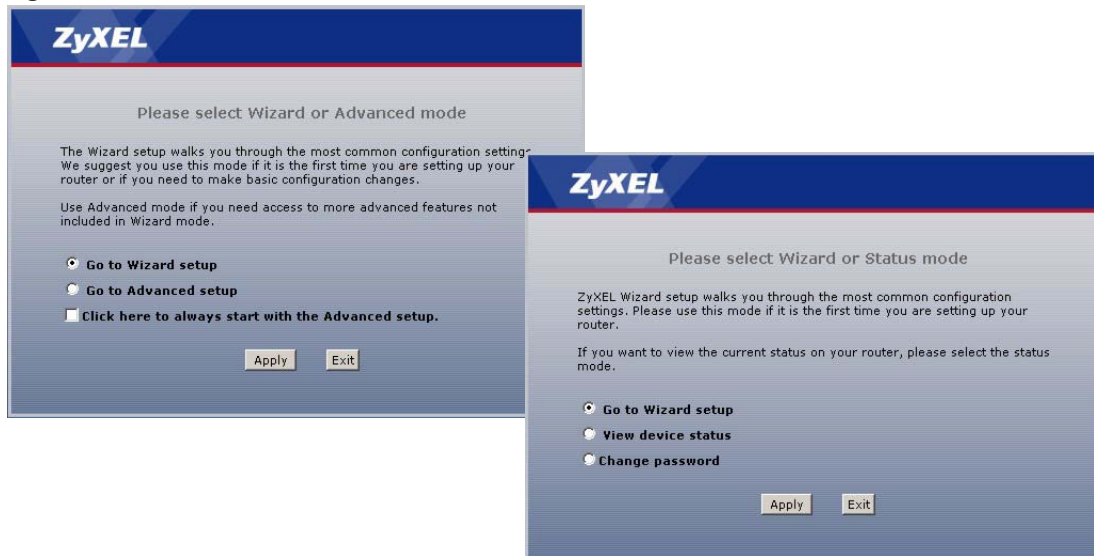 ZyXEL
Please select Wizard or Advanced mode
The Wizard setup walks you through the most common configuration settings
We suggest you use this mode if it is the first time you are setting up your
router or if you need to make basic configuration changes.
Use Advanced mode if you need access to more advanced features not
included in Wizard mode.
Go to Wizard setup
Go to Advanced setup
Click here to always start with the Advanced setup.
Apply Exit
ZyXEL
Please select Wizard or Status mode
ZyXEL Wizard setup walks you through the most common configuration
settings. Please use this mode if it is the first time you are setting up your
router.
If you want to view the current status on your router, please select the status
mode.
Go to Wizard setup
View device status
Change password
Apply Exit